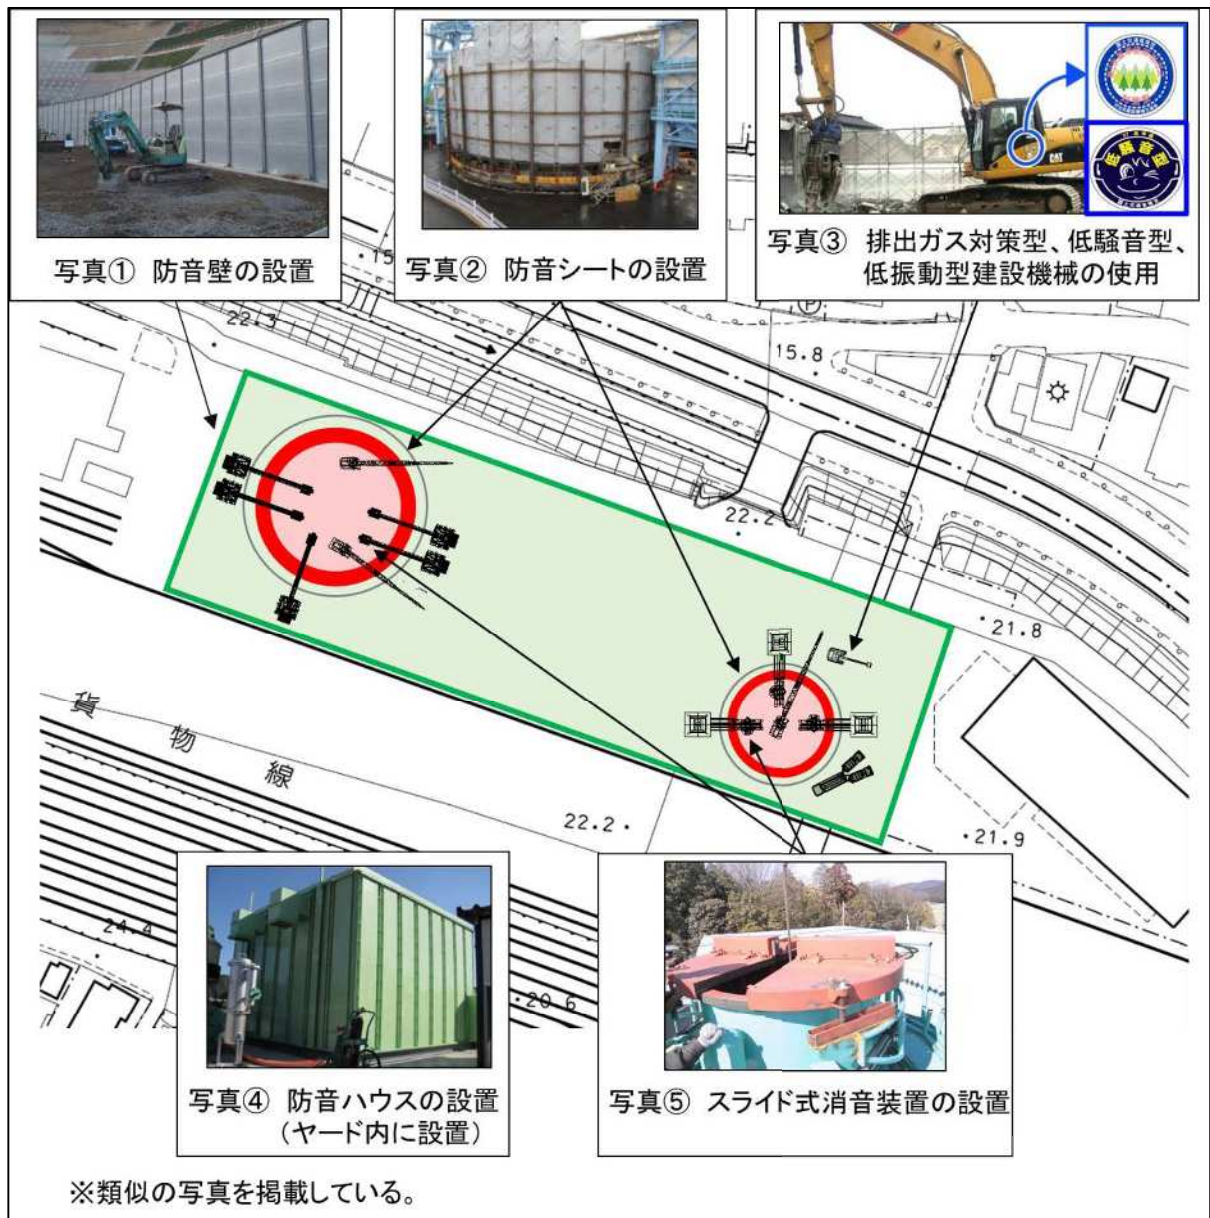 写真① 防音壁の設置
写真② 防音シートの設置
低騒音型
CAT
写真③ 排出ガス対策型、低騒音型、
低振動型建設機械の使用
22.3
15.8
22.2
21.8
貨物線
22.2
21.9
24.4
20.6
写真④ 防音ハウスの設置
(ヤード内に設置)
写真⑤ スライド式消音装置の設置
※類似の写真を掲載している。